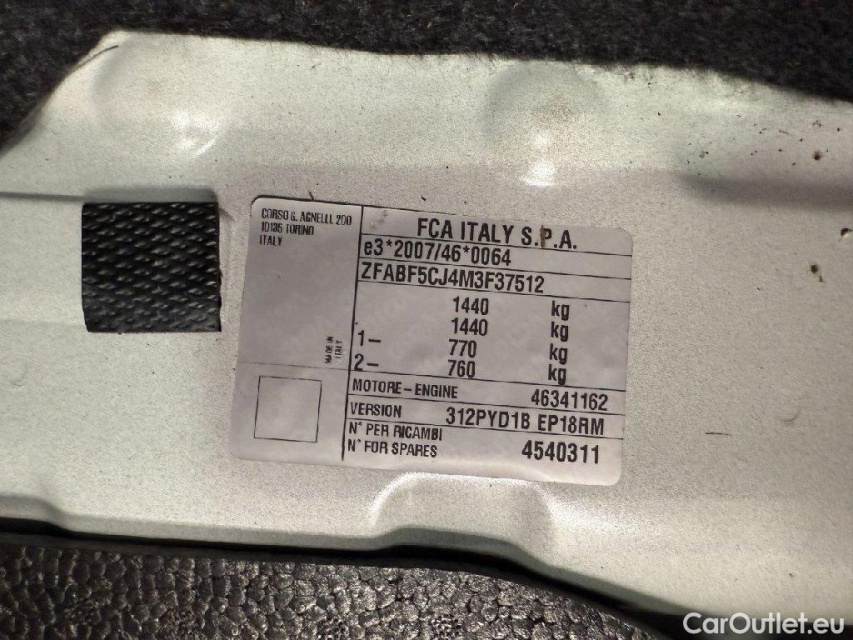 CORSO G. AGNELLI, 200
10135 TORINO
ITALY
FCA ITALY S.P.A.
e3*2007/46*0064
ZFABF5CJ4M3F37512
1440 kg
1440 kg
1- 770 kg
2- 760 kg
MADE IN
ITALY
MOTORE-ENGINE 46341162
VERSION 312PYD1B EP18RM
N° PER RICAMBI
N° FOR SPARES 4540311
CarOutlet.eu